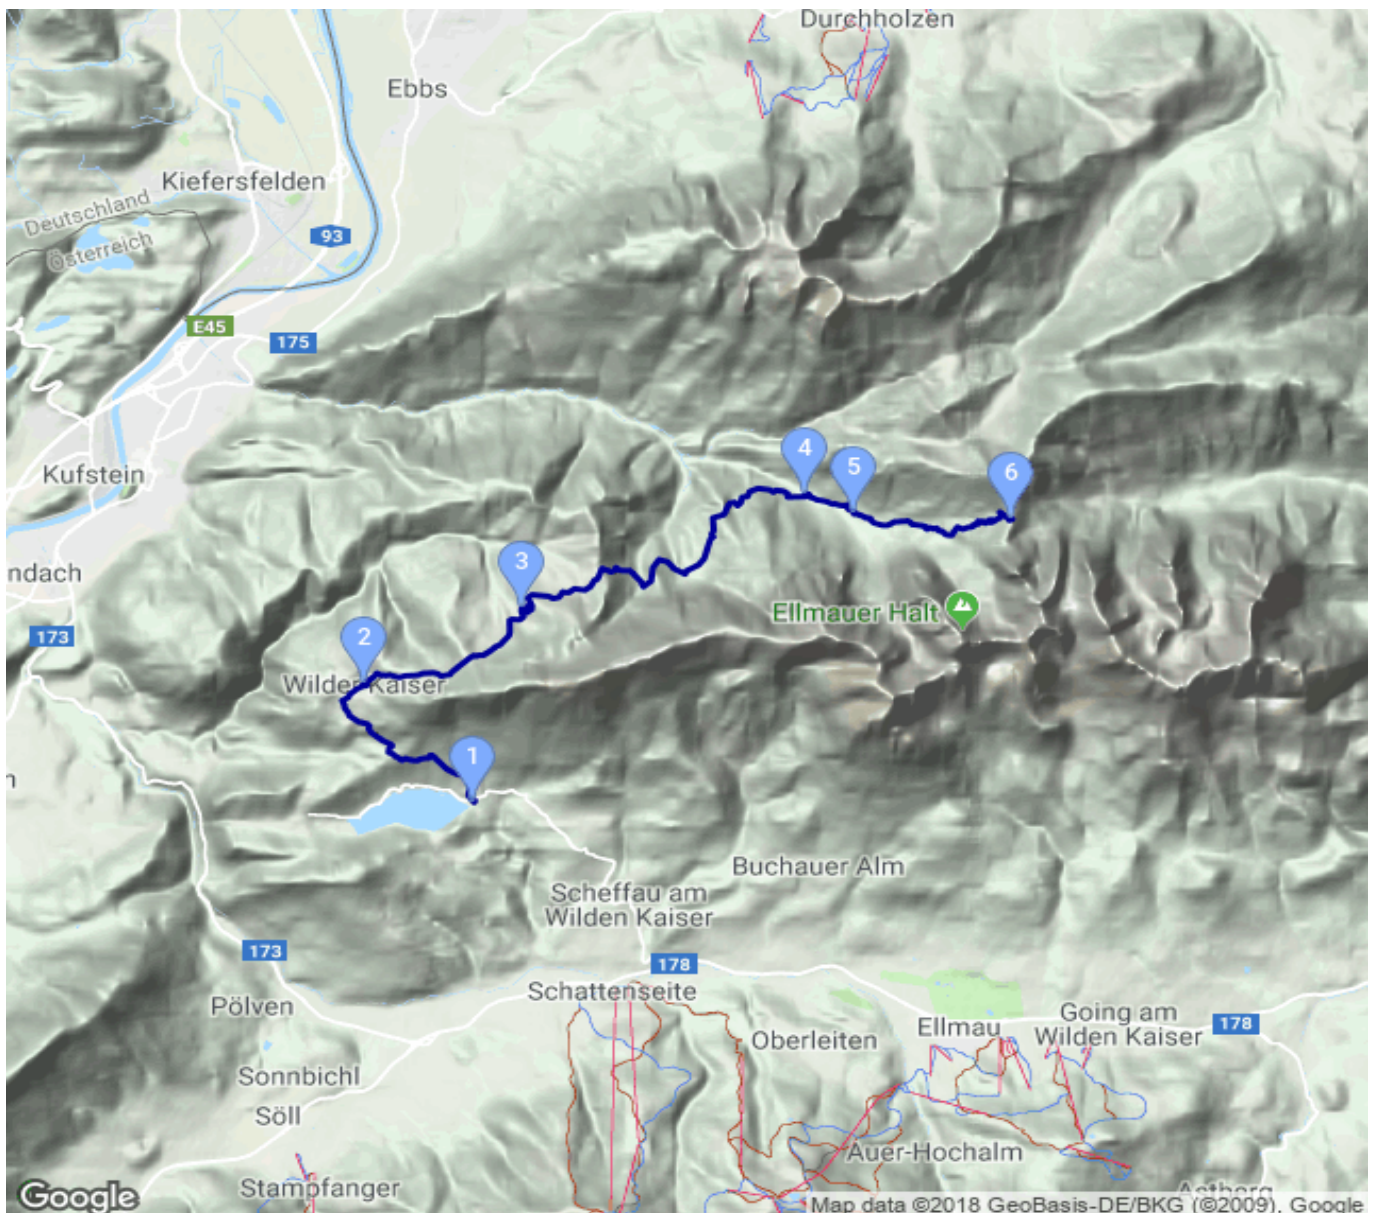 Durchholzen
Ebbs
Kiefersfelden
Deutschland
Österreich
93
E45
175
4
5
6
Kufstein
3
ndach
Ellmauer Halt
173
2
Wilder Kaiser
1
Buchauer Alm
Scheffau am
Wilden Kaiser
173
178
Schattenseite
Pölven
Going am
Wilden Kaiser
178
Ellmau
Oberleiten
Sonnbichl
Söll
Auer-Hochalm
Stampfanger
Google
Map data ©2018 GeoBasis-DE/BKG (©2009), Google